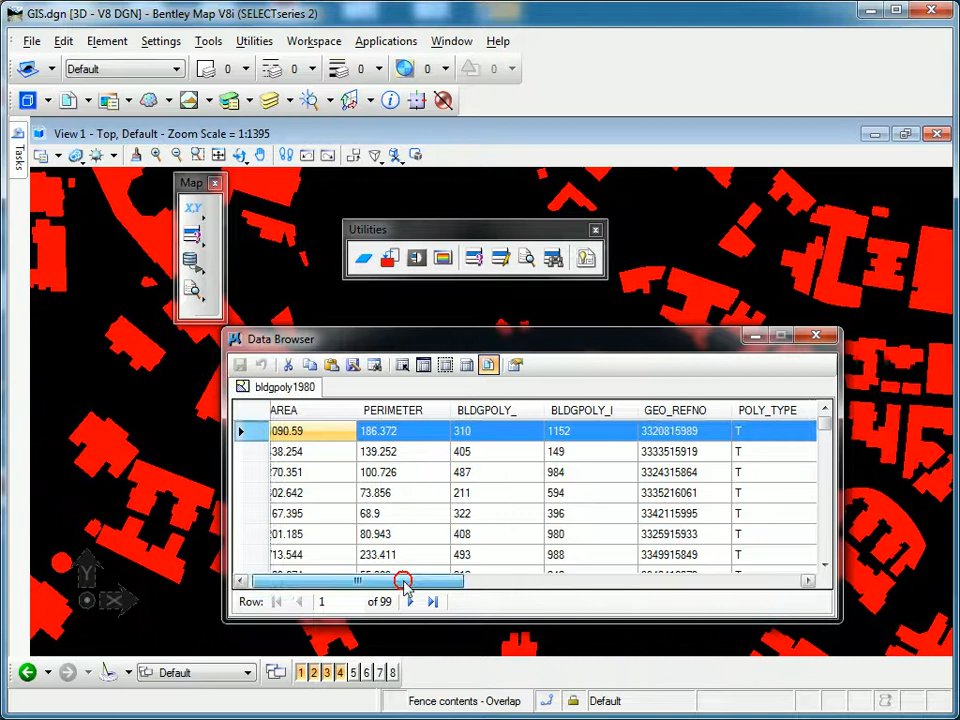 GIS.dgn [3D - V8 DGN] - Bentley Map V8i (SELECTseries 2)
File Edit Element Settings Tools Utilities Workspace Applications Window Help
Default 0 0 0 0 0
View 1 - Top, Default - Zoom Scale = 1:1395
Tasks
Map
X,Y
Utilities
Data Browser
bldgpoly1980
AREA PERIMETER BLDGPOLY_ BLDGPOLY_I GEO_REFNO POLY_TYPE
090.59 186.372 310 1152 3320815989 T
38.254 139.252 405 149 3333515919 T
70.351 100.726 487 984 3324315864 T
02.642 73.856 211 594 3335216061 T
67.395 68.9 322 396 3342115995 T
01.185 80.943 408 980 3325815933 T
13.544 233.411 493 988 3349915849 T
Row: 1 of 99
Y
X
Default 1 2 3 4 5 6 7 8
Fence contents - Overlap Default